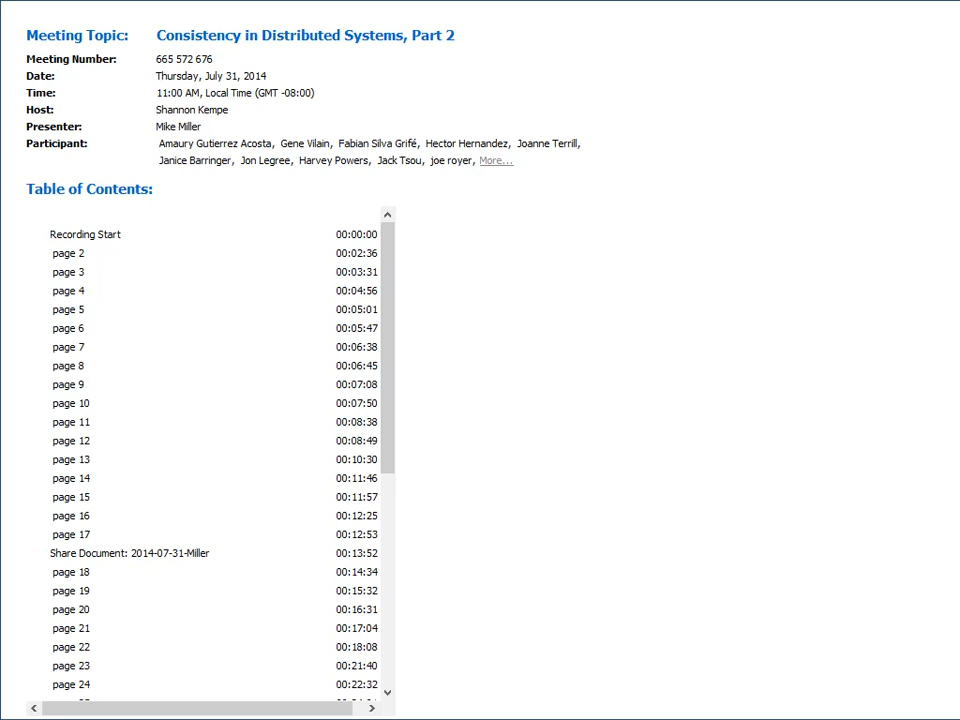 Meeting Topic: Consistency in Distributed Systems, Part 2
Meeting Number: 665 572 676
Date: Thursday, July 31, 2014
Time: 11:00 AM, Local Time (GMT -08:00)
Host: Shannon Kempe
Presenter: Mike Miller
Participant: Amaury Gutierrez Acosta, Gene Vilain, Fabian Silva Grifé, Hector Hernandez, Joanne Terrill,
Janice Barringer, Jon Legree, Harvey Powers, Jack Tsou, joe royer, More...
Table of Contents:
Recording Start 00:00:00
page 2 00:02:36
page 3 00:03:31
page 4 00:04:56
page 5 00:05:01
page 6 00:05:47
page 7 00:06:38
page 8 00:06:45
page 9 00:07:08
page 10 00:07:50
page 11 00:08:38
page 12 00:08:49
page 13 00:10:30
page 14 00:11:46
page 15 00:11:57
page 16 00:12:25
page 17 00:12:53
Share Document: 2014-07-31-Miller 00:13:52
page 18 00:14:34
page 19 00:15:32
page 20 00:16:31
page 21 00:17:04
page 22 00:18:08
page 23 00:21:40
page 24 00:22:32